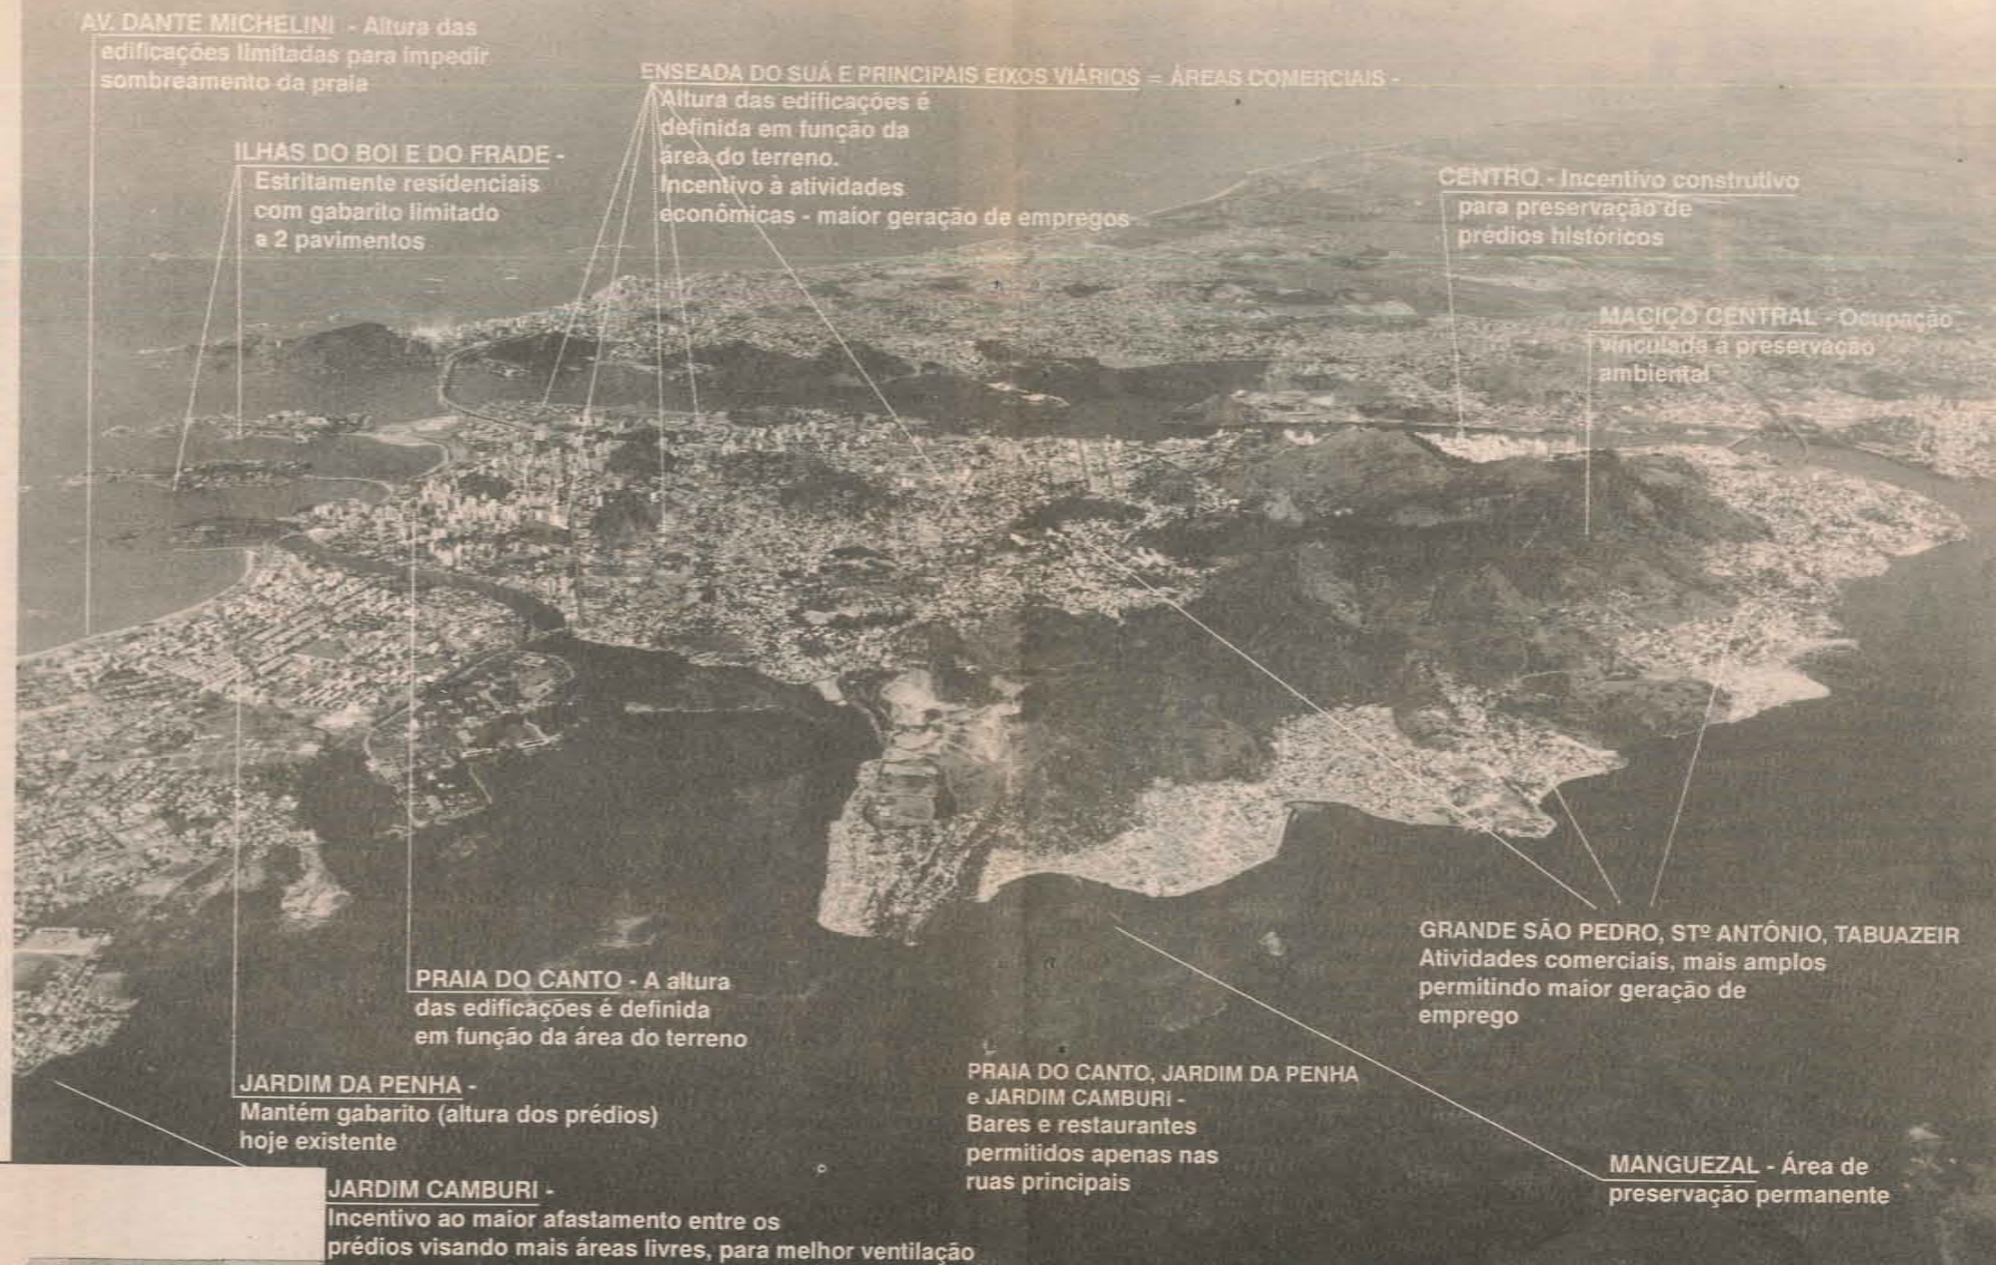 AV. DANTE MICHELINI - Altura das
edificações limitadas para impedir
sombreamento da praia
ENSEADA DO SUÁ E PRINCIPAIS EIXOS VIÁRIOS = ÁREAS COMERCIAIS -
Altura das edificações é
definida em função da
área do terreno.
Incentivo à atividades
econômicas - maior geração de empregos
ILHAS DO BOI E DO FRADE -
Estritamente residenciais
com gabarito limitado
a 2 pavimentos
CENTRO - Incentivo construtivo
para preservação de
prédios históricos
MACIÇO CENTRAL - Ocupação
vinculada à preservação
ambiental
GRANDE SÃO PEDRO, STº ANTÔNIO, TABUAZEIR
Atividades comerciais, mais amplos
permitindo maior geração de
emprego
PRAIA DO CANTO - A altura
das edificações é definida
em função da área do terreno
JARDIM DA PENHA -
Mantém gabarito (altura dos prédios)
hoje existente
PRAIA DO CANTO, JARDIM DA PENHA
e JARDIM CAMBURI -
Bares e restaurantes
permitidos apenas nas
ruas principais
MANGUEZAL - Área de
preservação permanente
JARDIM CAMBURI -
Incentivo ao maior afastamento entre os
prédios visando mais áreas livres, para melhor ventilação